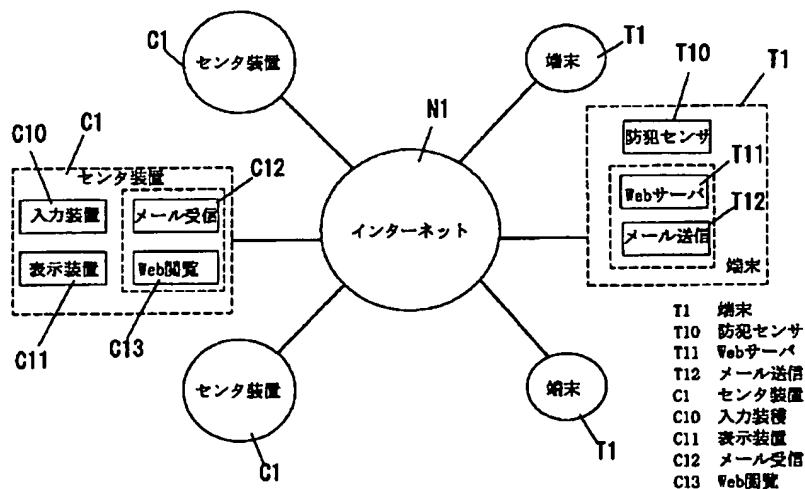 C1
センタ装置
T1
端末
T10
T1
N1
防犯センサ
C10
C1
C12
T11
センタ装置
Webサーバ
T12
入力装置
メール受信
インターネット
メール送信
表示装置
Web閲覧
端末
C11
C13
センタ装置
端末
C1
T1
T1 端末
T10 防犯センサ
T11 Webサーバ
T12 メール送信
C1 センタ装置
C10 入力装積
C11 表示装置
C12 メール受信
C13 Web閲覧